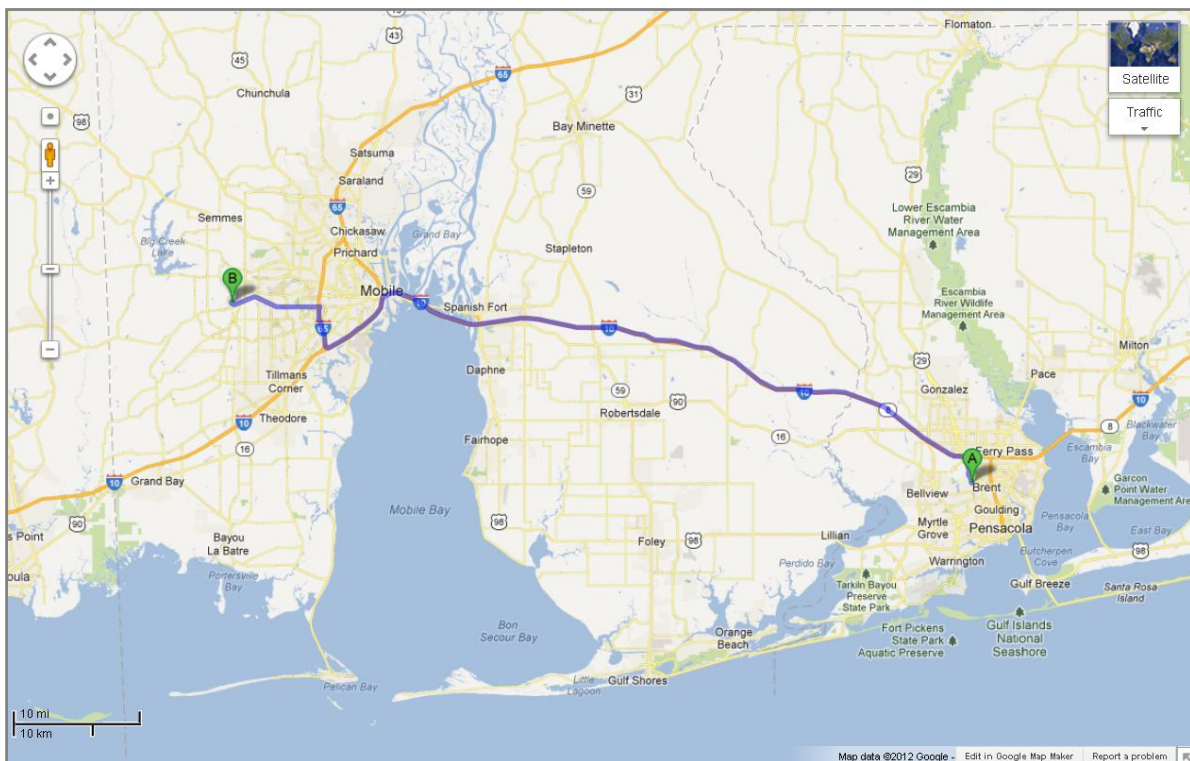 Flomaton
98
43
45
65
Satellite
Chunchula
31
Traffic
98
Bay Minette
Satsuma
29
Saraland
59
Lower Escambia
River Water
Management Area
65
Semmes
Chickasaw
Grand Bay
Big Creek
Lake
Prichard
Stapleton
B
Mobile
Escambia
River Wildlife
Management Area
10
Spanish Fort
65
10
Milton
29
Daphne
Pace
Tillmans
Corner
59
10
Gonzalez
90
10
Theodore
Robertsdale
8
10
16
8
Blackwater
Bay
Fairhope
16
Ferry Pass
Escambia
Bay
A
10
Grand Bay
Brent
Garcon
Point Water
Management Area
Bellview
Mobile Bay
Goulding
90
98
Pensacola
Bay
East Bay
s Point
Bayou
La Batre
Foley
98
Lillian
Myrtle
Grove
Pensacola
98
Butcherpen
Cove
Perdido Bay
Warrington
oula
Portersville
Bay
Tarkiln Bayou
Preserve
State Park
Gulf Breeze
Santa Rosa
Island
Bon
Secour Bay
Orange
Beach
Fort Pickens
State Park
Aquatic Preserve
Gulf Islands
National
Seashore
Pelican Bay
Little
Lagoon
Gulf Shores
10 mi
10 km
Map data ©2012 Google -
Edit in Google Map Maker
Report a problem